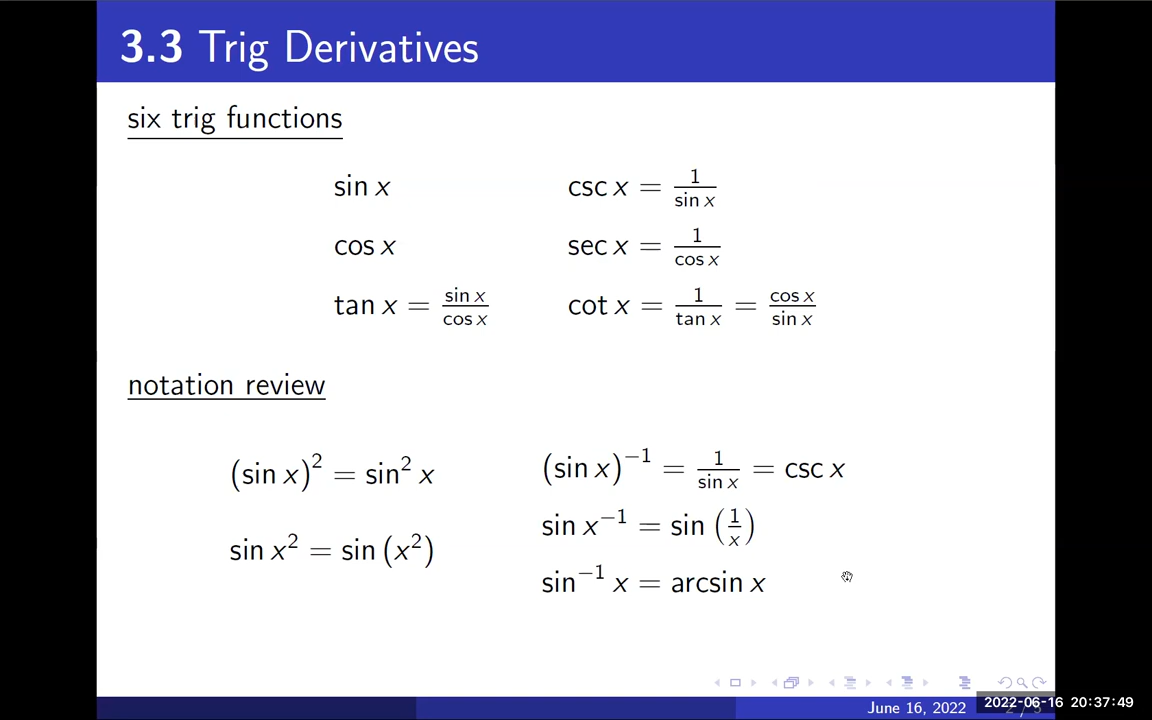 3.3 Trig Derivatives
six trig functions
sin x    csc x = 1/sin x
cos x    sec x = 1/cos x
tan x = sin x/cos x    cot x = 1/tan x = cos x/sin x
notation review
(sin x)² = sin² x    (sin x)⁻¹ = 1/sin x = csc x
sin x² = sin (x²)    sin x⁻¹ = sin (1/x)
sin⁻¹ x = arcsin x
June 16, 2022
2022-06-16 20:37:49